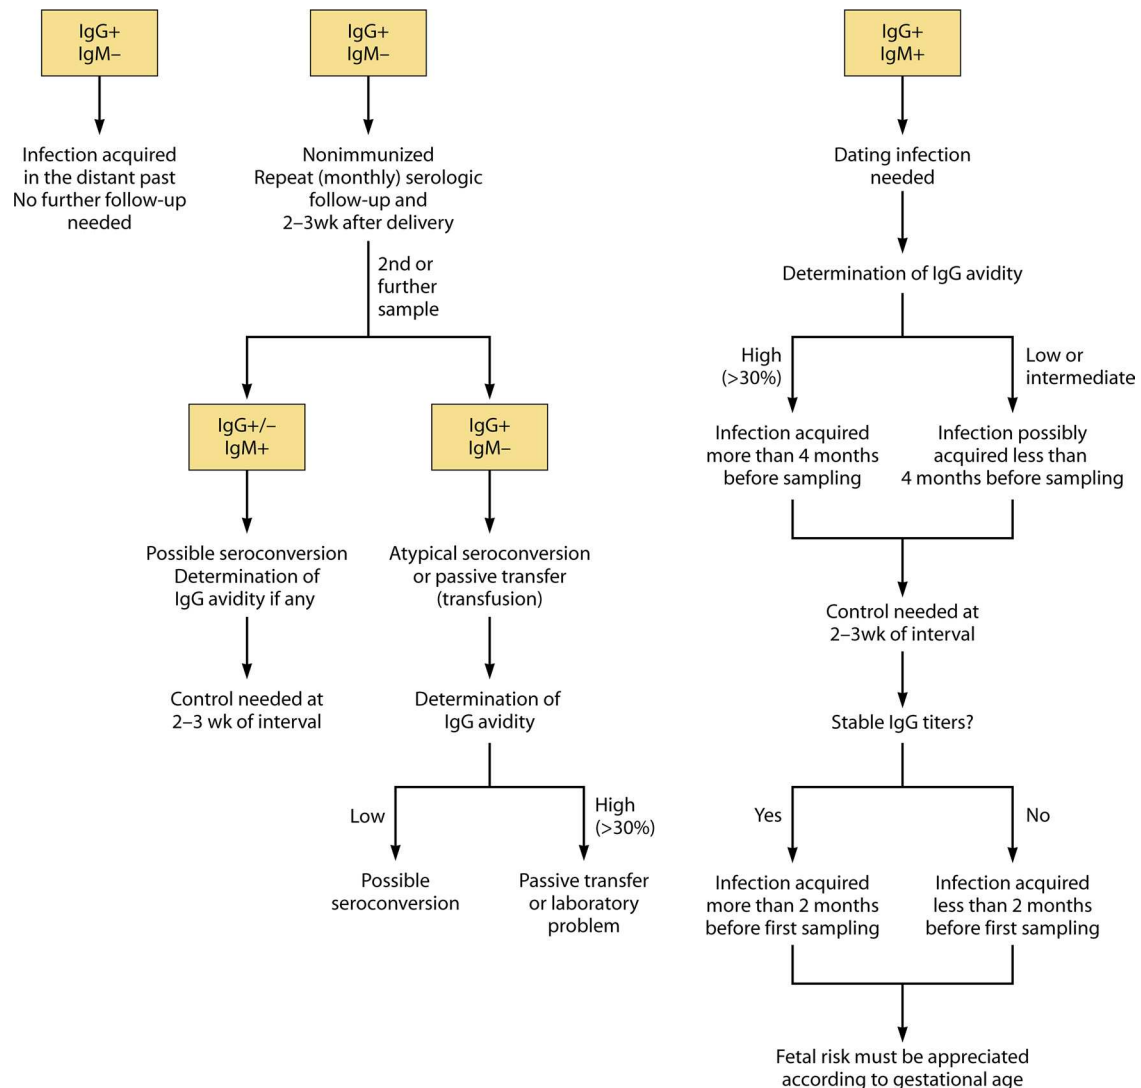 IgG+
IgM–
Infection acquired
in the distant past
No further follow-up
needed
IgG+
IgM–
Nonimmunized
Repeat (monthly) serologic
follow-up and
2–3wk after delivery
2nd or
further
sample
IgG+/–
IgM+
Possible seroconversion
Determination of
IgG avidity if any
Control needed at
2–3 wk of interval
IgG+
IgM–
Atypical seroconversion
or passive transfer
(transfusion)
Determination of
IgG avidity
Low
High
(>30%)
Possible
seroconversion
Passive transfer
or laboratory
problem
IgG+
IgM+
Dating infection
needed
Determination of IgG avidity
High
(>30%)
Low or
intermediate
Infection acquired
more than 4 months
before sampling
Infection possibly
acquired less than
4 months before sampling
Control needed at
2–3wk of interval
Stable IgG titers?
Yes
No
Infection acquired
more than 2 months
before first sampling
Infection acquired
less than 2 months
before first sampling
Fetal risk must be appreciated
according to gestational age